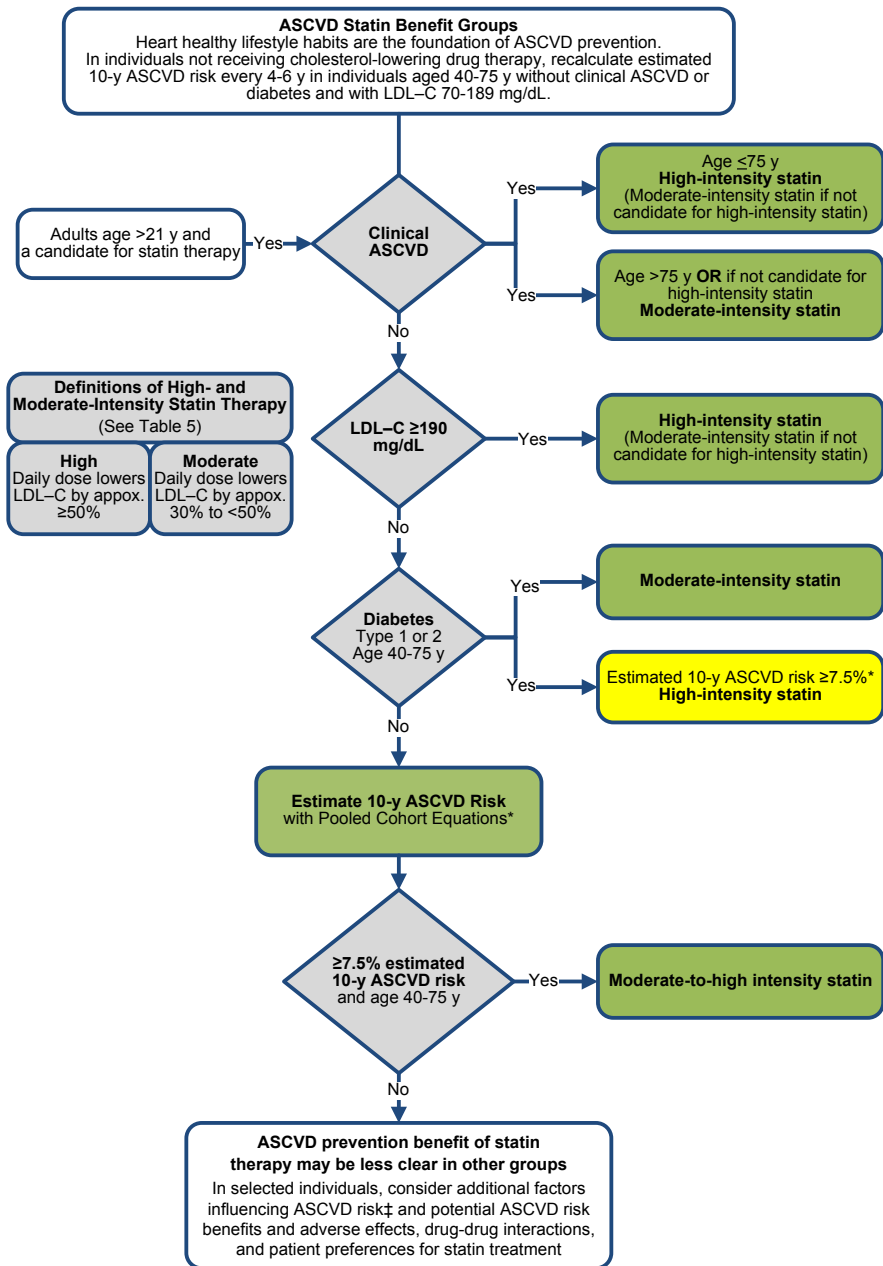 ASCVD Statin Benefit Groups
Heart healthy lifestyle habits are the foundation of ASCVD prevention.
In individuals not receiving cholesterol-lowering drug therapy, recalculate estimated
10-y ASCVD risk every 4-6 y in individuals aged 40-75 y without clinical ASCVD or
diabetes and with LDL–C 70-189 mg/dL.
Adults age >21 y and
a candidate for statin therapy
Yes
Clinical
ASCVD
Yes
Age ≤75 y
High-intensity statin
(Moderate-intensity statin if not
candidate for high-intensity statin)
Yes
Age >75 y OR if not candidate for
high-intensity statin
Moderate-intensity statin
No
Definitions of High- and
Moderate-Intensity Statin Therapy
(See Table 5)
High
Daily dose lowers
LDL–C by appox.
≥50%
Moderate
Daily dose lowers
LDL–C by appox.
30% to <50%
LDL–C ≥190
mg/dL
Yes
High-intensity statin
(Moderate-intensity statin if not
candidate for high-intensity statin)
No
Diabetes
Type 1 or 2
Age 40-75 y
Yes
Moderate-intensity statin
Yes
Estimated 10-y ASCVD risk ≥7.5%*
High-intensity statin
No
Estimate 10-y ASCVD Risk
with Pooled Cohort Equations*
≥7.5% estimated
10-y ASCVD risk
and age 40-75 y
Yes
Moderate-to-high intensity statin
No
ASCVD prevention benefit of statin
therapy may be less clear in other groups
In selected individuals, consider additional factors
influencing ASCVD risk‡ and potential ASCVD risk
benefits and adverse effects, drug-drug interactions,
and patient preferences for statin treatment